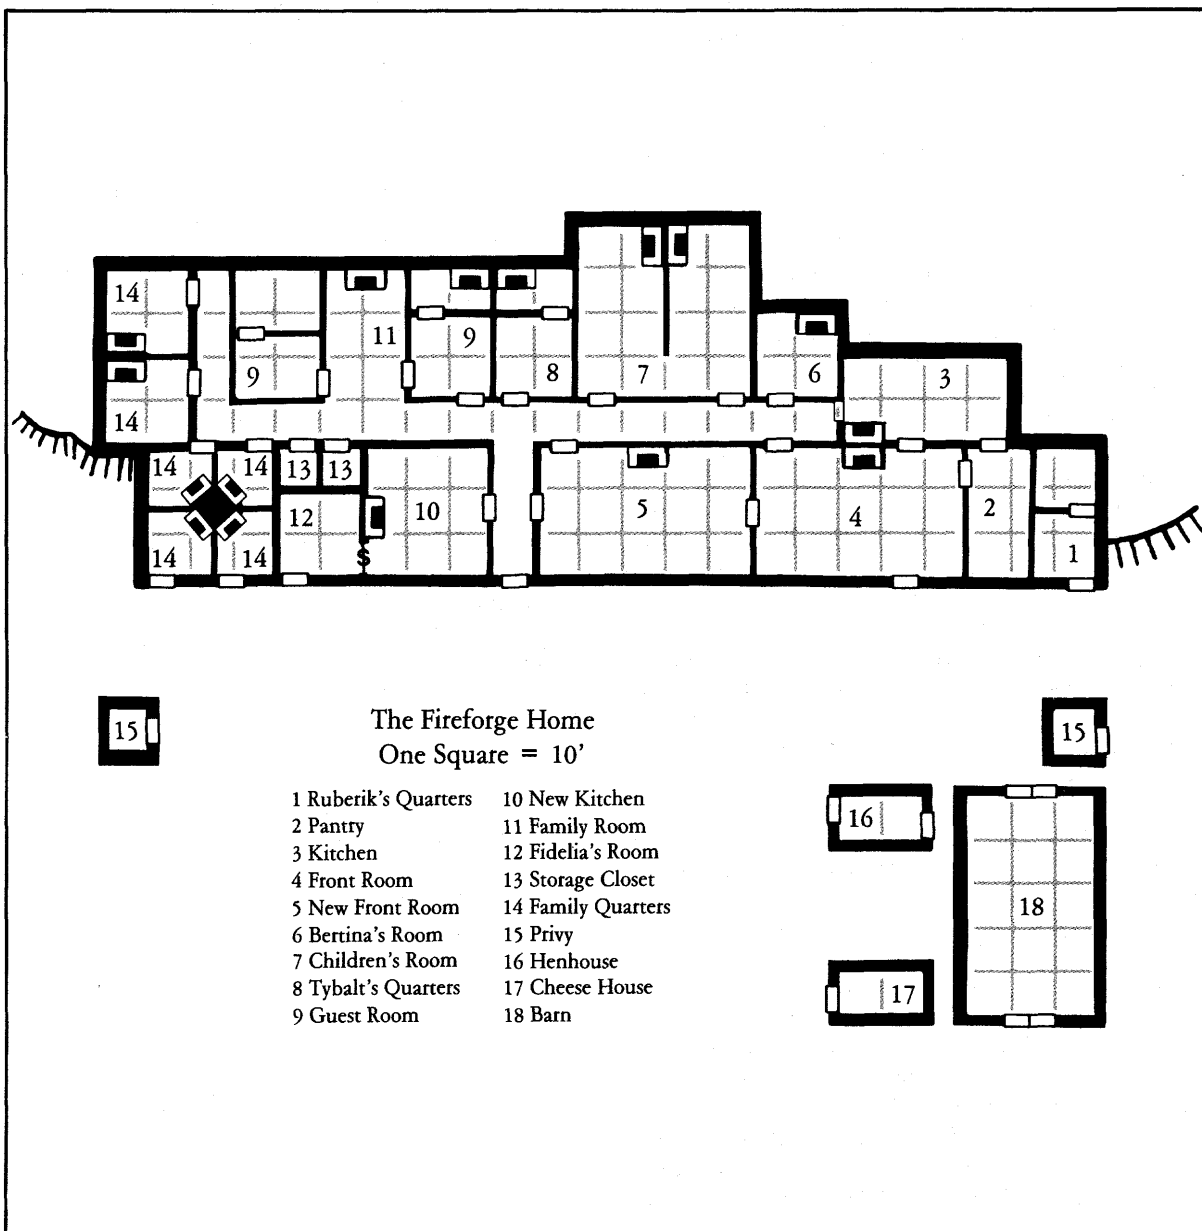 14
11
9
9
8
7
6
3
14
14
14
13
13
12
10
5
4
2
14
14
1
S
15
15
The Fireforge Home
One Square = 10'
1 Ruberik's Quarters
2 Pantry
3 Kitchen
4 Front Room
5 New Front Room
6 Bertina's Room
7 Children's Room
8 Tybalt's Quarters
9 Guest Room
10 New Kitchen
11 Family Room
12 Fidelia's Room
13 Storage Closet
14 Family Quarters
15 Privy
16 Henhouse
17 Cheese House
18 Barn
16
18
17